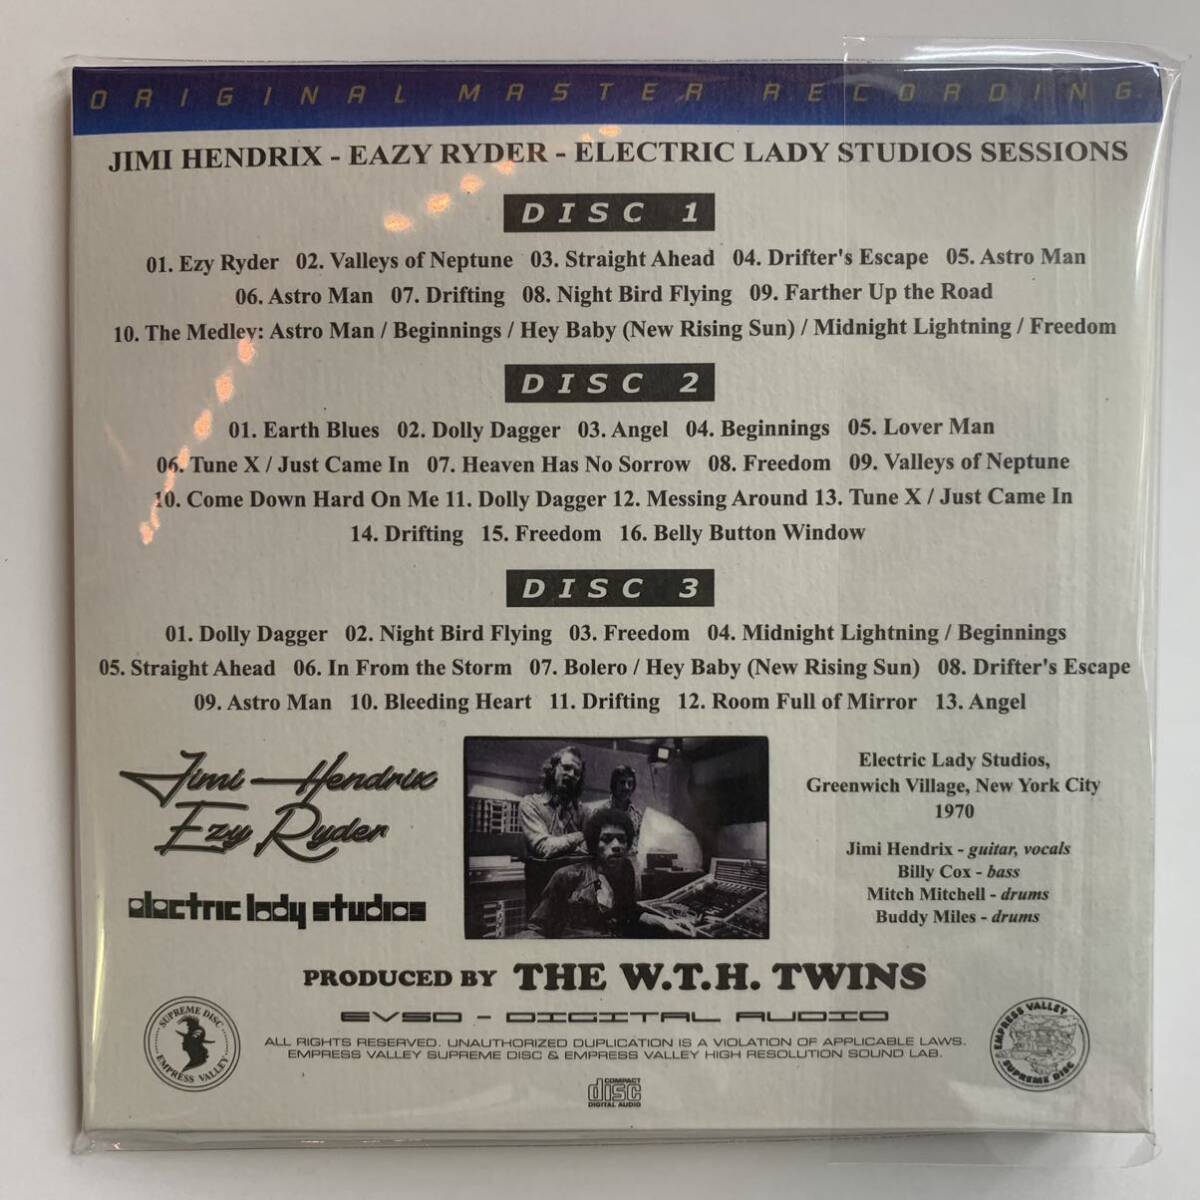 ORIGINAL MASTER RECORDING
JIMI HENDRIX - EAZY RYDER - ELECTRIC LADY STUDIOS SESSIONS
DISC 1
01. Ezy Ryder 02. Valleys of Neptune 03. Straight Ahead 04. Drifter's Escape 05. Astro Man
06. Astro Man 07. Drifting 08. Night Bird Flying 09. Farther Up the Road
10. The Medley: Astro Man / Beginnings / Hey Baby (New Rising Sun) / Midnight Lightning / Freedom
DISC 2
01. Earth Blues 02. Dolly Dagger 03. Angel 04. Beginnings 05. Lover Man
06. Tune X / Just Came In 07. Heaven Has No Sorrow 08. Freedom 09. Valleys of Neptune
10. Come Down Hard On Me 11. Dolly Dagger 12. Messing Around 13. Tune X / Just Came In
14. Drifting 15. Freedom 16. Belly Button Window
DISC 3
01. Dolly Dagger 02. Night Bird Flying 03. Freedom 04. Midnight Lightning / Beginnings
05. Straight Ahead 06. In From the Storm 07. Bolero / Hey Baby (New Rising Sun) 08. Drifter's Escape
09. Astro Man 10. Bleeding Heart 11. Drifting 12. Room Full of Mirror 13. Angel
Jimi Hendrix
Ezy Ryder
electric lady studios
Electric Lady Studios,
Greenwich Village, New York City
1970
Jimi Hendrix - guitar, vocals
Billy Cox - bass
Mitch Mitchell - drums
Buddy Miles - drums
PRODUCED BY THE W.T.H. TWINS
EVSD - DIGITAL AUDIO
ALL RIGHTS RESERVED. UNAUTHORIZED DUPLICATION IS A VIOLATION OF APPLICABLE LAWS.
EMPRESS VALLEY SUPREME DISC & EMPRESS VALLEY HIGH RESOLUTION SOUND LAB.
SUPREME DISC
EMPRESS VALLEY
EMPRESS VALLEY
SUPREME DISC
COMPACT
disc
DIGITAL AUDIO